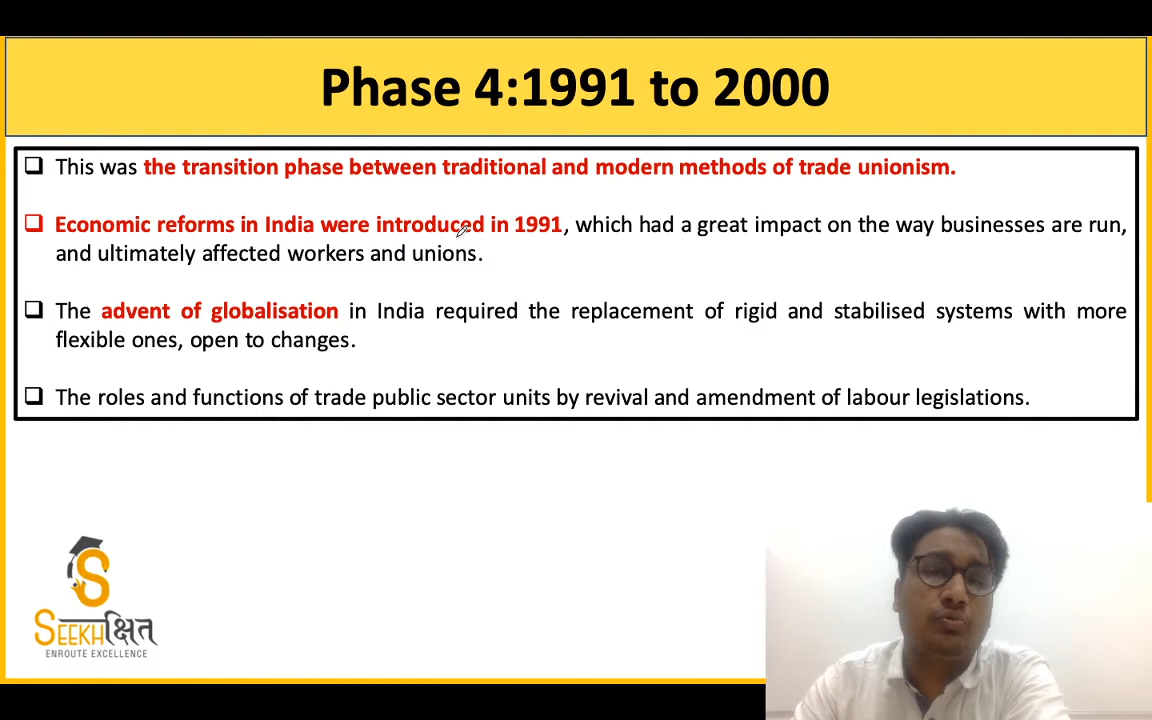 Phase 4:1991 to 2000
This was the transition phase between traditional and modern methods of trade unionism.
Economic reforms in India were introduced in 1991, which had a great impact on the way businesses are run,
and ultimately affected workers and unions.
The advent of globalisation in India required the replacement of rigid and stabilised systems with more
flexible ones, open to changes.
The roles and functions of trade public sector units by revival and amendment of labour legislations.
S
SEEKHक्षित
ENROUTE EXCELLENCE